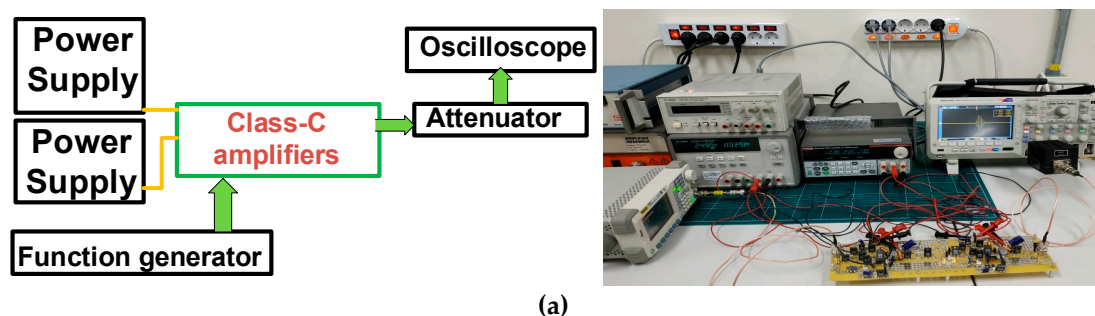 Power
Supply
Power
Supply
Class-C
amplifiers
Oscilloscope
Attenuator
Function generator
(a)